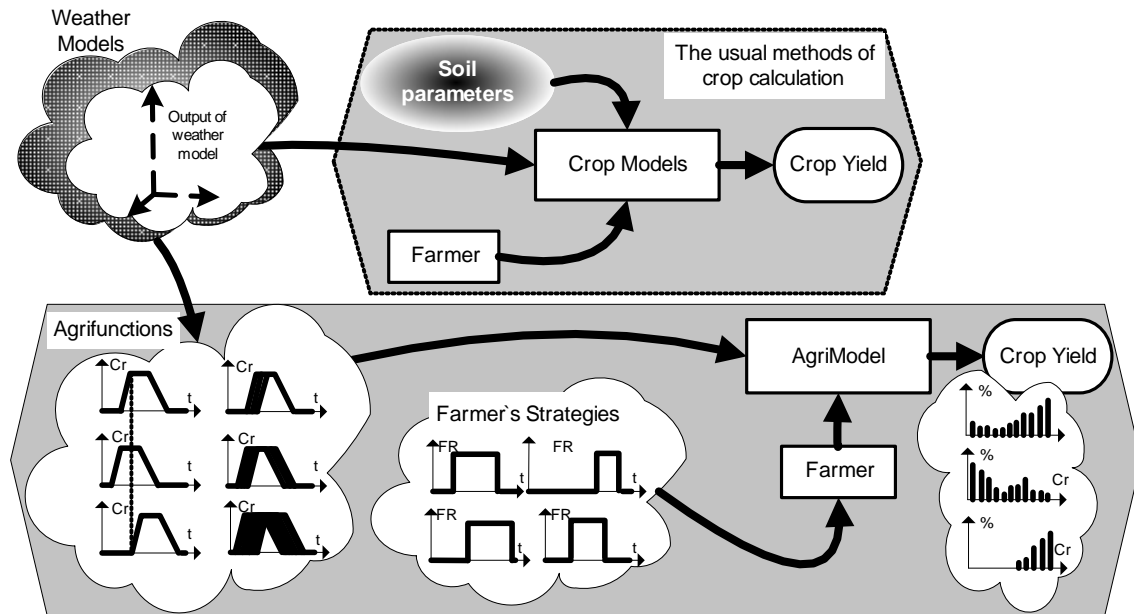 Weather
Models
Output of
weather
model
Soil
parameters
The usual methods of
crop calculation
Crop Models
Crop Yield
Farmer
Agrifunctions
Cr
t
Cr
t
Cr
t
Cr
t
Cr
t
Cr
t
Farmer`s Strategies
FR
t
FR
t
FR
t
FR
t
AgriModel
Crop Yield
Farmer
%
%
Cr
%
Cr